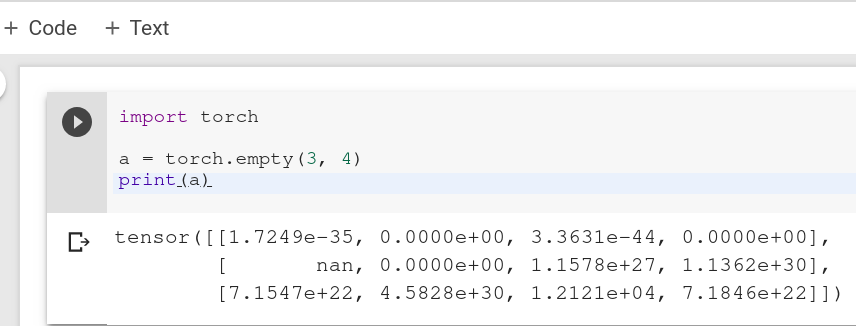 + Code + Text
import torch
a = torch.empty(3, 4)
print(a)
tensor([[1.7249e-35, 0.0000e+00, 3.3631e-44, 0.0000e+00],
[ nan, 0.0000e+00, 1.1578e+27, 1.1362e+30],
[7.1547e+22, 4.5828e+30, 1.2121e+04, 7.1846e+22]])